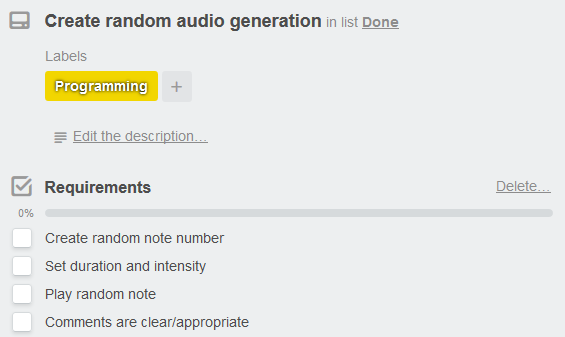 Create random audio generation in list Done
Labels
Programming +
Edit the description…
Requirements Delete…
0%
Create random note number
Set duration and intensity
Play random note
Comments are clear/appropriate